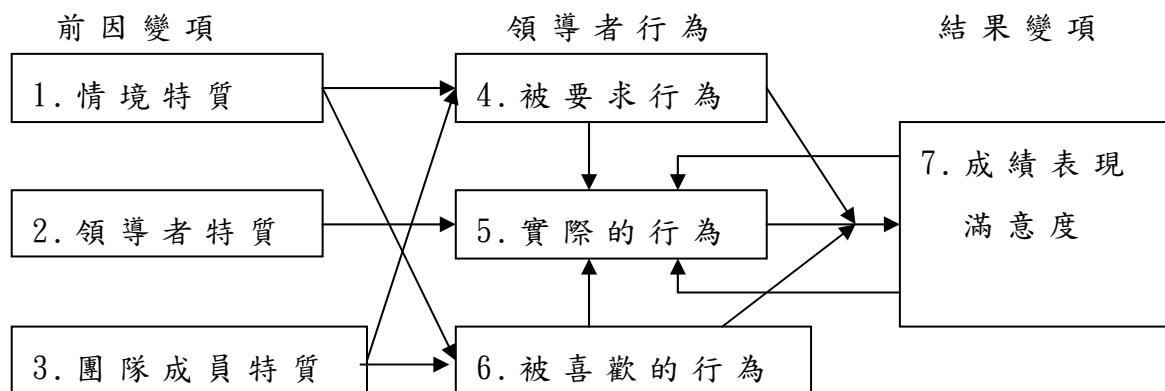 前因變項 領導者行為 結果變項
1.情境特質 4.被要求行為
7.成績表現
2.領導者特質 5.實際的行為 滿意度
3.團隊成員特質 6.被喜歡的行為